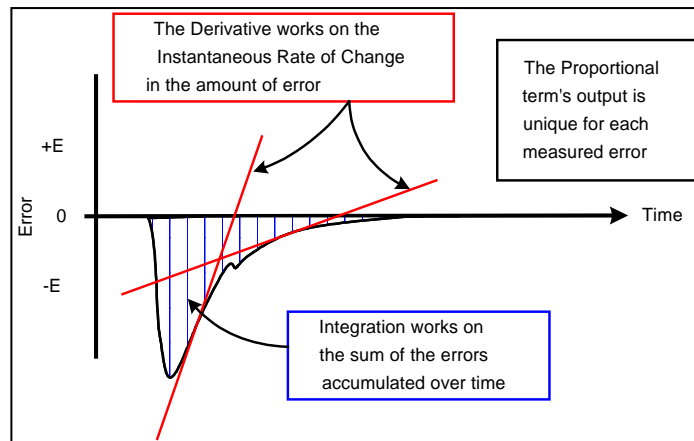 The Derivative works on the
Instantaneous Rate of Change
in the amount of error
The Proportional
term's output is
unique for each
measured error
+E
Error
0
Time
-E
Integration works on
the sum of the errors
accumulated over time